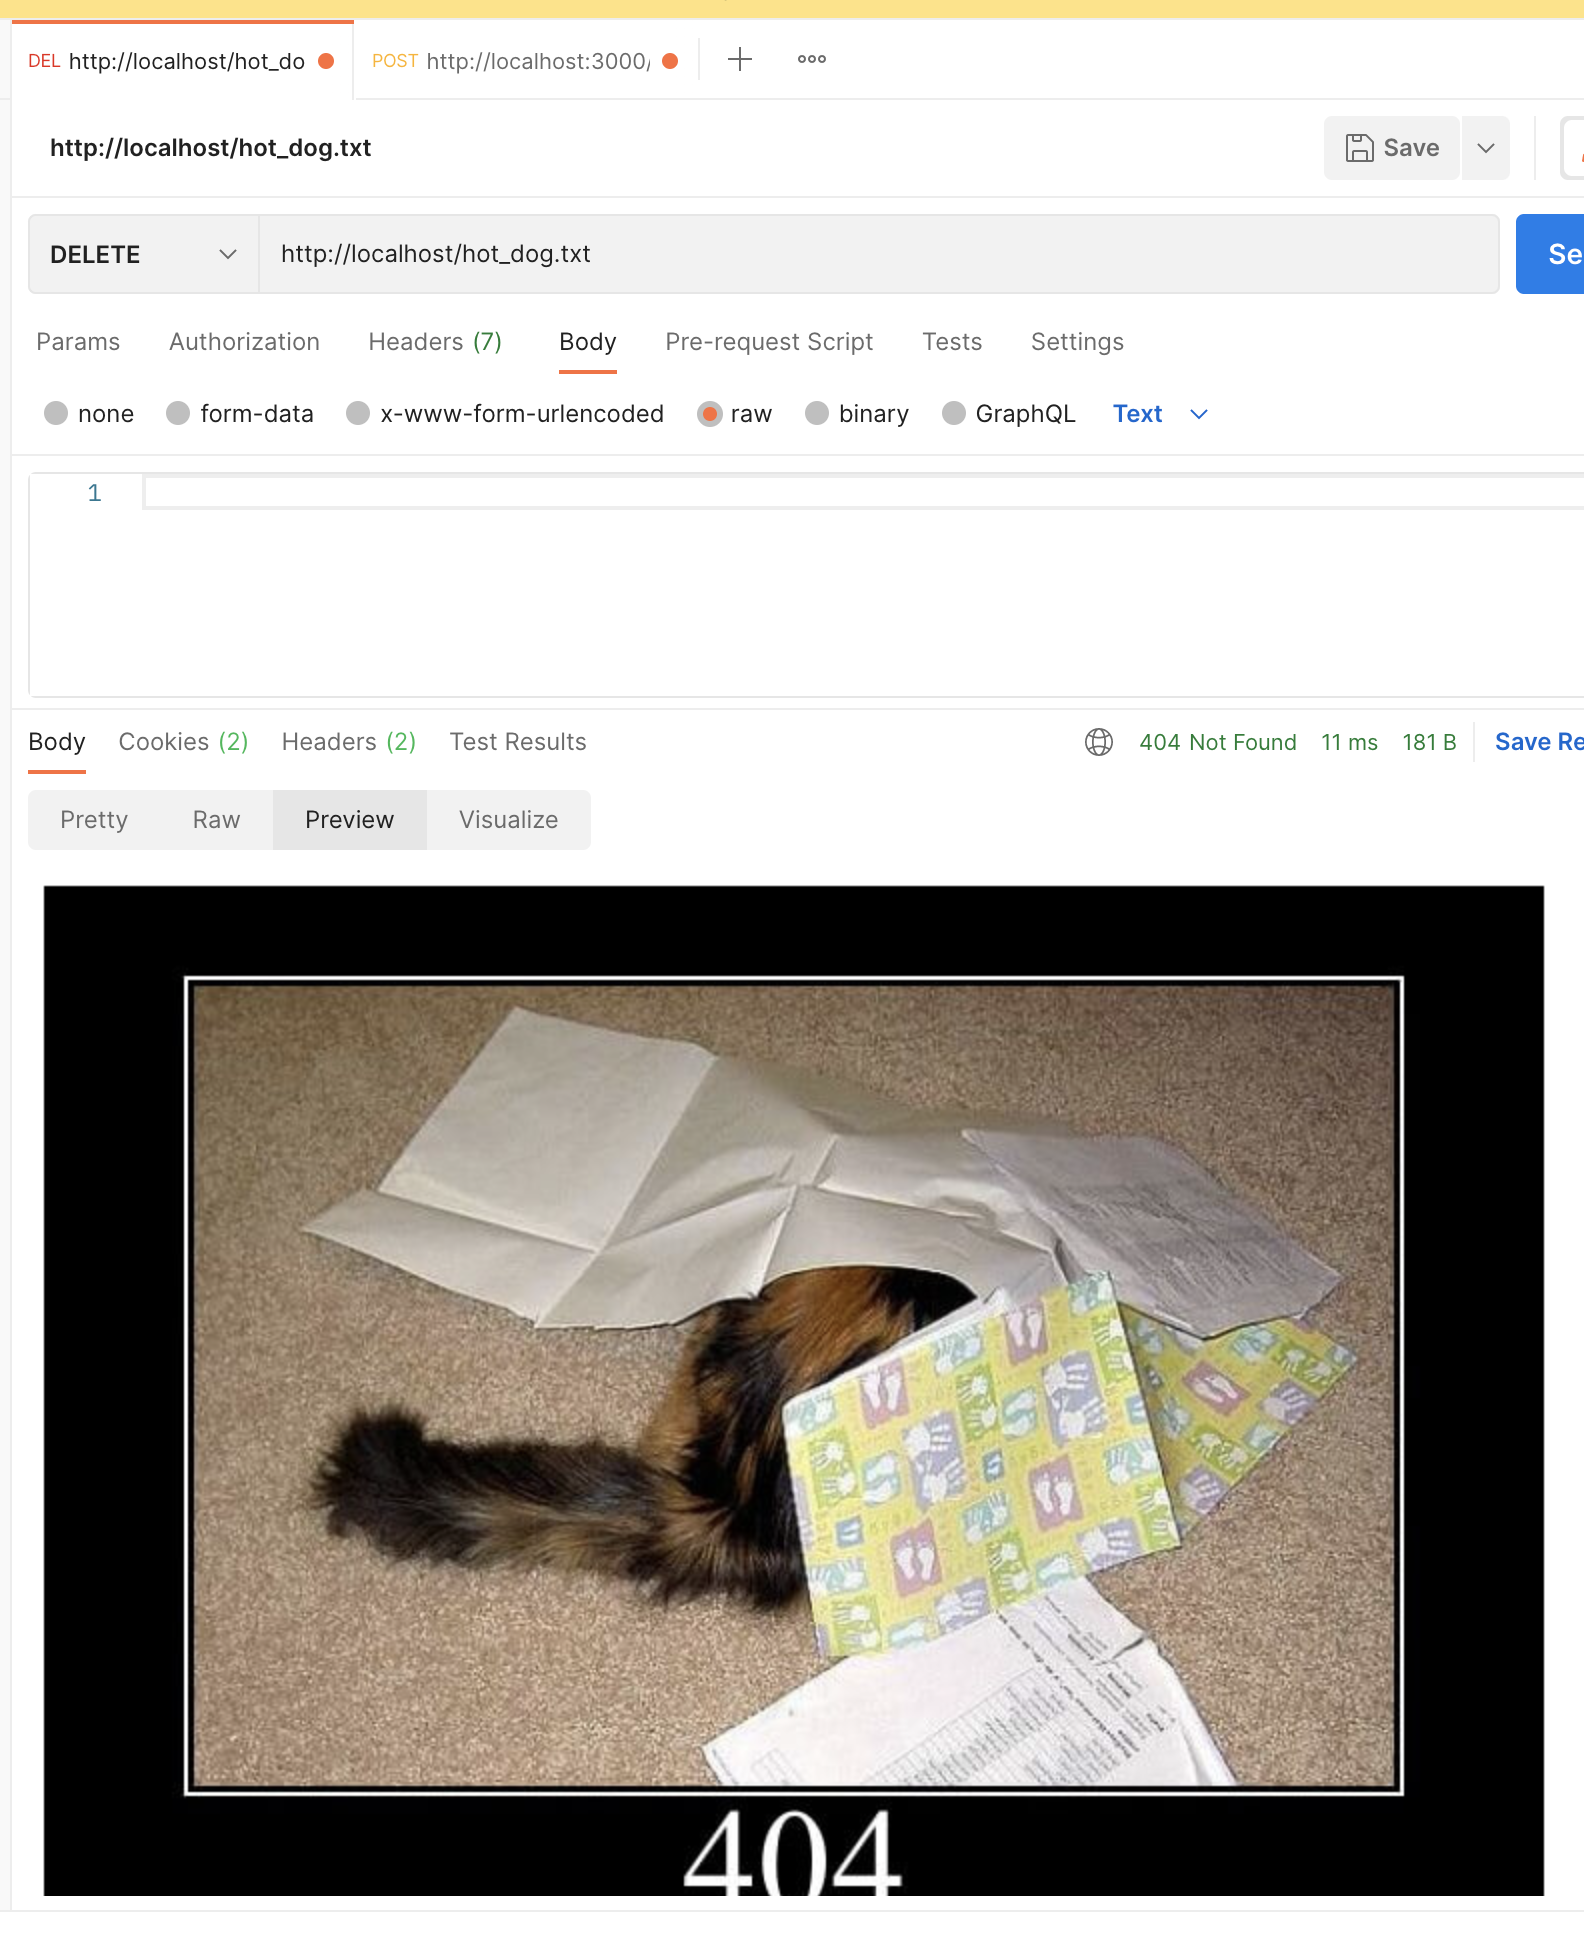 DEL http://localhost/hot_do
POST http://localhost:3000/
http://localhost/hot_dog.txt
Save
DELETE
http://localhost/hot_dog.txt
Se
Params Authorization Headers (7) Body Pre-request Script Tests Settings
none form-data x-www-form-urlencoded raw binary GraphQL Text
1
Body Cookies (2) Headers (2) Test Results
404 Not Found 11 ms 181 B Save Re
Pretty Raw Preview Visualize
404